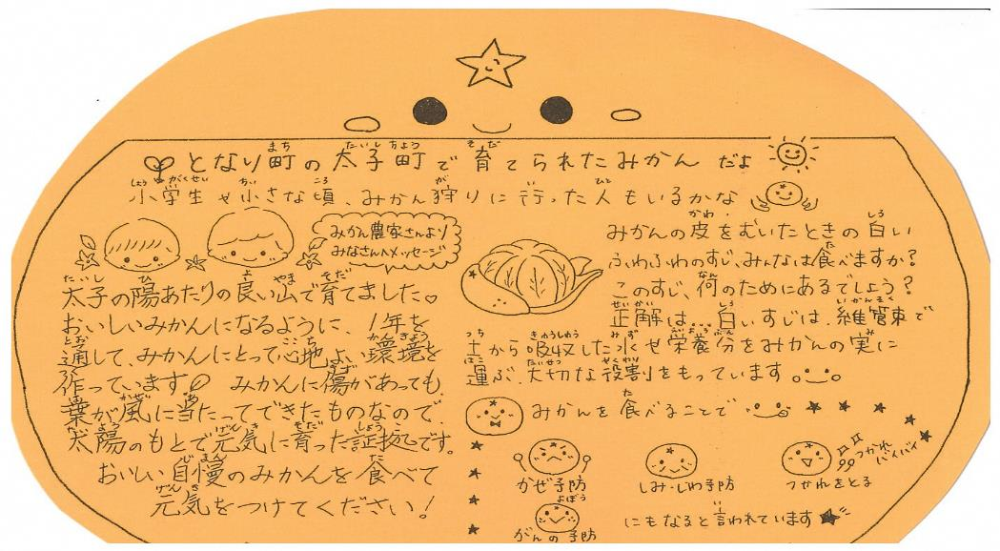 となり町の太子町で育てられたみかん だよ
小学生や小さな頃、みかん狩りに行った人もいるかな
みかん農家さんより
みなさんへメッセージ
太子の陽あたりの良い山で育てました。
おいしいみかんになるように、1年を
通して、みかんにとって心地よい環境を
作っています みかんに傷があっても、
葉が風に当たってできたものなので、
太陽のもとで元気に育った証拠です。
おいしい自慢のみかんを食べて
元気をつけてください!
みかんの皮をむいたときの白い
ふわふわのすじ、みんなは食べますか?
このすじ、何のためにあるでしょう?
正解は…白いすじは、維管束で
土から吸収した水や栄養分をみかんの実に
運ぶ、大切な役割をもっています。
みかんを食べることで
かぜ予防
しみ・しわ予防
つかれをとる
つかれバイバイ
がんの予防
にもなると言われています